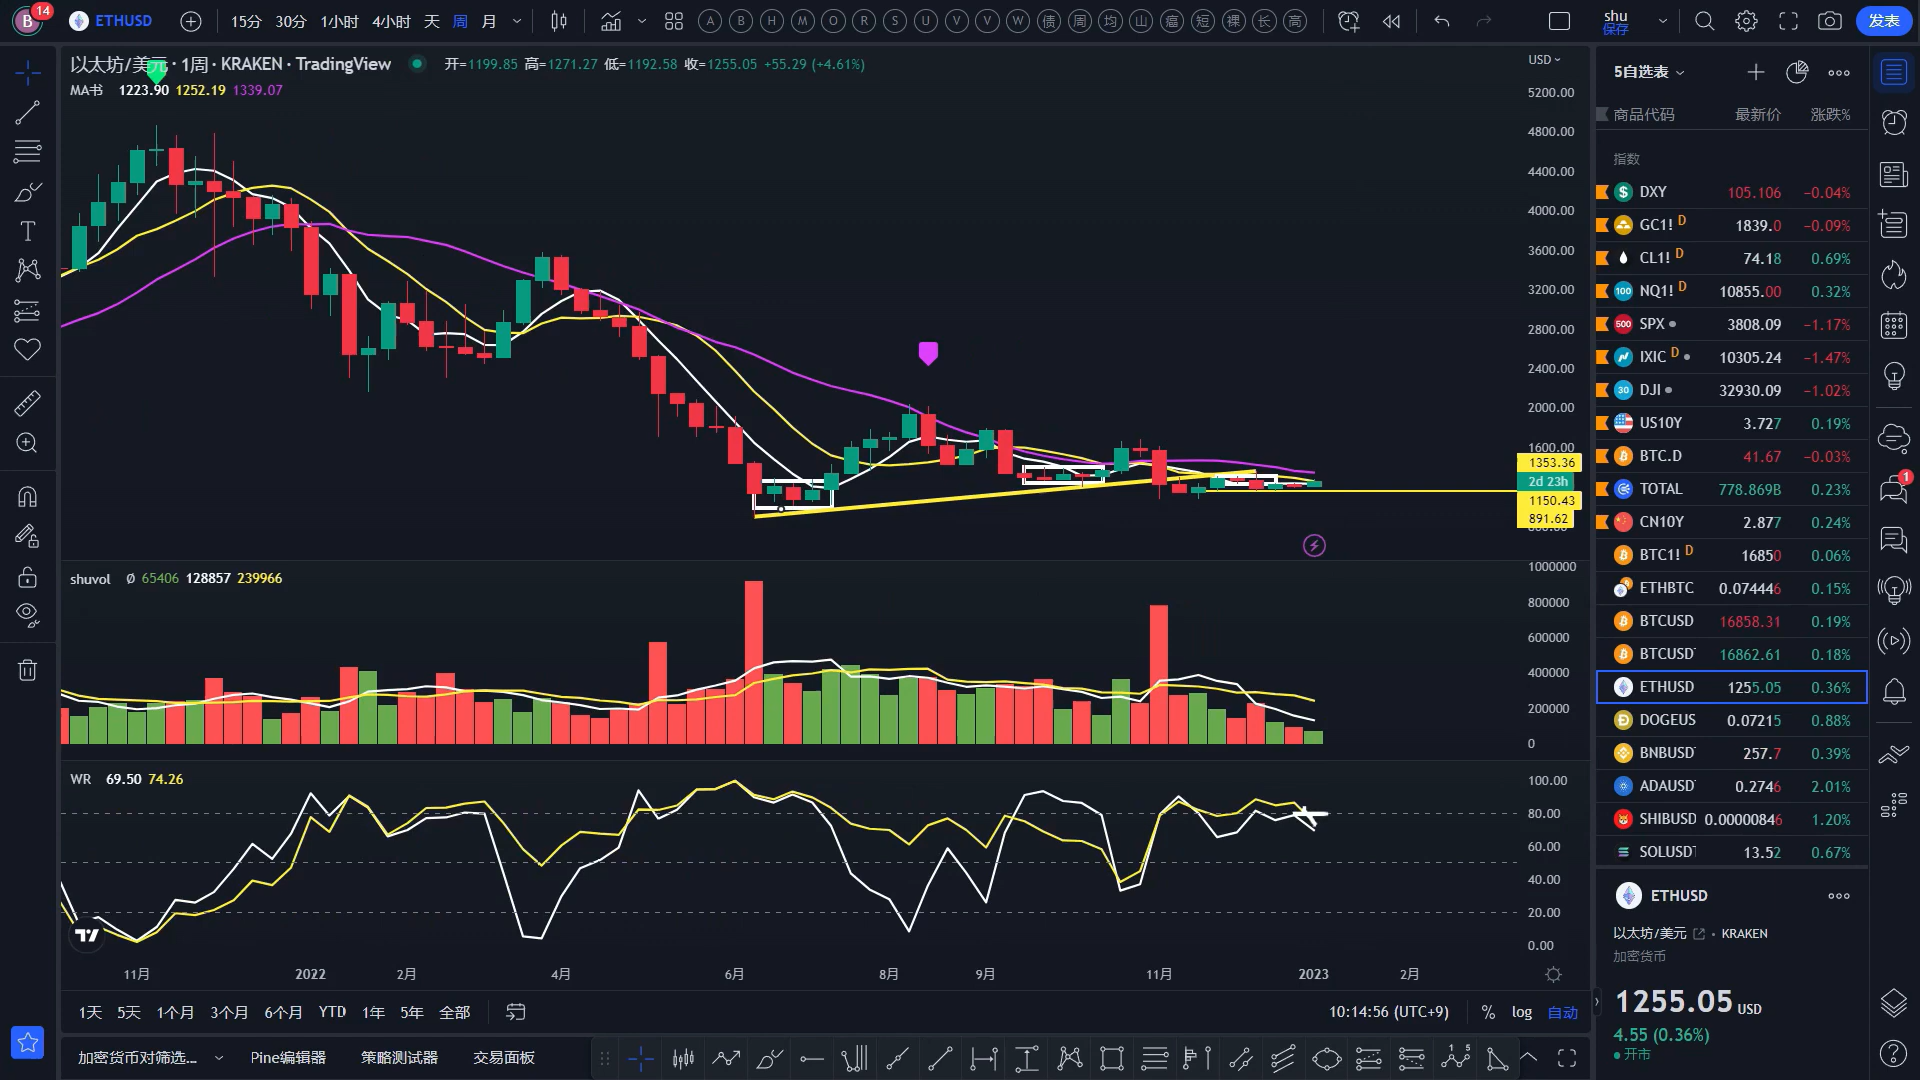 B 14 ETHUSD 15分 30分 1小时 4小时 天 周 月 A B H M O R S U V V W 债 周 均 山 瘟 短 裸 长 高 shu 保存 发表
以太坊/美元 · 1周 · KRAKEN · TradingView 开=1199.85 高=1271.27 低=1192.58 收=1255.05 +55.29 (+4.61%)
MA书 1223.90 1252.19 1339.07
USD
5200.00
4800.00
4400.00
4000.00
3600.00
3200.00
2800.00
2400.00
2000.00
1600.00
1353.36
2d 23h
1150.43
891.62
shuvol Ø 65406 128857 239966
1000000
800000
600000
400000
200000
0
WR 69.50 74.26
100.00
80.00
60.00
40.00
20.00
0.00
11月 2022 2月 4月 6月 8月 9月 11月 2023 2月
1天 5天 1个月 3个月 6个月 YTD 1年 5年 全部 10:14:56 (UTC+9) % log 自动
加密货币对筛选... Pine编辑器 策略测试器 交易面板
5自选表
商品代码 最新价 涨跌%
指数
DXY 105.106 −0.04%
GC1! D 1839.0 −0.09%
CL1! D 74.18 0.69%
100 NQ1! D 10855.00 0.32%
500 SPX 3808.09 −1.17%
IXIC D 10305.24 −1.47%
30 DJI 32930.09 −1.02%
US10Y 3.727 0.19%
BTC.D 41.67 −0.03%
TOTAL 778.869B 0.23%
CN10Y 2.877 0.24%
BTC1! D 16850 0.06%
ETHBTC 0.074446 0.15%
BTCUSD 16858.31 0.19%
BTCUSD 16862.61 0.18%
ETHUSD 1255.05 0.36%
DOGEUS 0.07215 0.88%
BNBUSD 257.7 0.39%
ADAUSD 0.2746 2.01%
SHIBUSD 0.0000084​6 1.20%
SOLUSD 13.52 0.67%
ETHUSD
以太坊/美元 · KRAKEN
加密货币
1255.05 USD
4.55 (0.36%)
开市
1